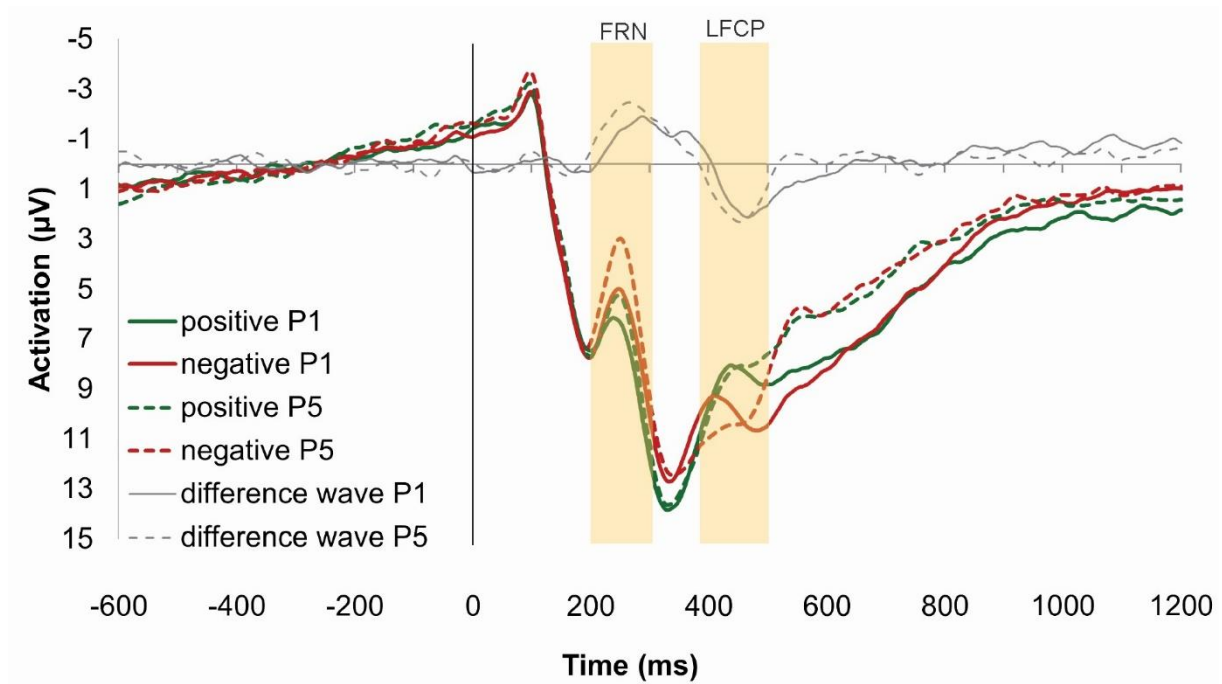 FRN LFCP
-5
-3
-1
1
3
5
7
9
11
13
15
Activation (µV)
positive P1
negative P1
positive P5
negative P5
difference wave P1
difference wave P5
-600 -400 -200 0 200 400 600 800 1000 1200
Time (ms)